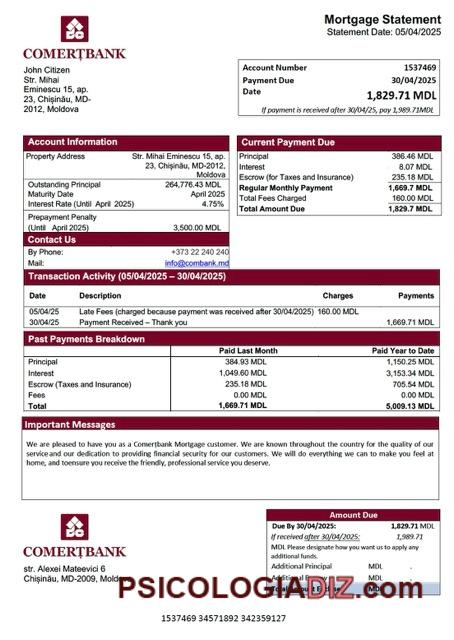 Mortgage Statement
Statement Date: 05/04/2025
COMERȚBANK
John Citizen
Str. Mihai
Eminescu 15, ap.
23, Chișinău, MD-
2012, Moldova
Account Number 1537469
Payment Due 30/04/2025
Date 1,829.71 MDL
If payment is received after 30/04/25, pay 1,989.71MDL
Account Information
Property Address Str. Mihai Eminescu 15, ap.
23, Chișinău, MD-2012,
Moldova
Outstanding Principal 264,776.43 MDL
Maturity Date April 2025
Interest Rate (Until April 2025) 4.75%
Prepayment Penalty
(Until April 2025) 3,500.00 MDL
Current Payment Due
Principal 386.46 MDL
Interest 8.07 MDL
Escrow (for Taxes and Insurance) 235.18 MDL
Regular Monthly Payment 1,669.7 MDL
Total Fees Charged 160.00 MDL
Total Amount Due 1,829.7 MDL
Contact Us
By Phone: +373 22 240 240
Mail: info@combank.md
Transaction Activity (05/04/2025 – 30/04/2025)
Date Description Charges Payments
05/04/25 Late Fees (charged because payment was received after 30/04/2025) 160.00 MDL
30/04/25 Payment Received – Thank you 1,669.71 MDL
Past Payments Breakdown
Paid Last Month Paid Year to Date
Principal 384.93 MDL 1,150.25 MDL
Interest 1,049.60 MDL 3,153.34 MDL
Escrow (Taxes and Insurance) 235.18 MDL 705.54 MDL
Fees 0.00 MDL 0.00 MDL
Total 1,669.71 MDL 5,009.13 MDL
Important Messages
We are pleased to have you as a Comerțbank Mortgage customer. We are known throughout the country for the quality of our
service and our dedication to providing financial security for our customers. We will do everything we can to make you feel at
home, and toensure you receive the friendly, professional service you deserve.
COMERȚBANK
str. Alexei Mateevici 6
Chișinău, MD-2009, Moldova
Amount Due
Due By 30/04/2025: 1,829.71 MDL
If received after 30/04/2025: 1,989.71
MDL Please designate how you want us to apply any
additional funds.
Additional Principal MDL .
Additional MDL .
Total Amount
PSICOLOGIADIZ.com
1537469 34571892 342359127